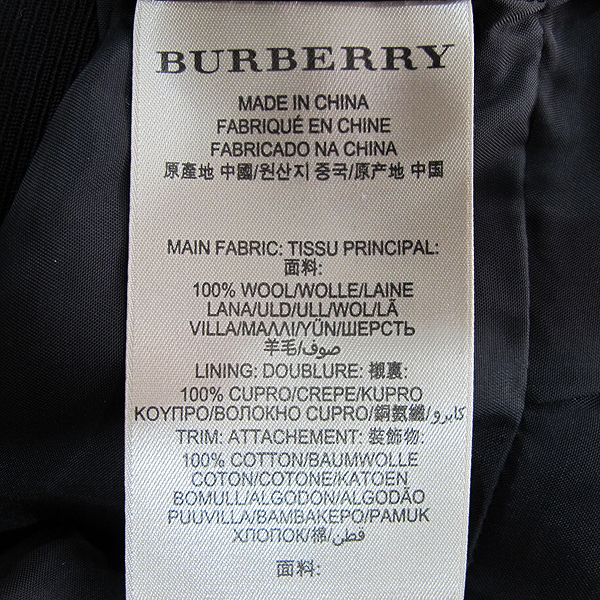 BURBERRY
MADE IN CHINA
FABRIQUÉ EN CHINE
FABRICADO NA CHINA
原產地 中國/원산지 중국/原产地 中国
MAIN FABRIC: TISSU PRINCIPAL:
面料:
100% WOOL/WOLLE/LAINE
LANA/ULD/ULL/WOL/LÃ
VILLA/ΜΑΛΛΙ/YÜN/ШЕРСТЬ
羊毛/صوف
LINING: DOUBLURE: 襯裏:
100% CUPRO/CREPE/KUPRO
ΚΟΥΠΡΟ/ВОЛОКНО CUPRO/銅氨纖/كابرو
TRIM: ATTACHEMENT: 裝飾物:
100% COTTON/BAUMWOLLE
COTON/COTONE/KATOEN
BOMULL/ALGODON/ALGODÃO
PUUVILLA/ΒΑΜΒΑΚΕΡΟ/PAMUK
ХЛОПОК/棉/قطن
面料: